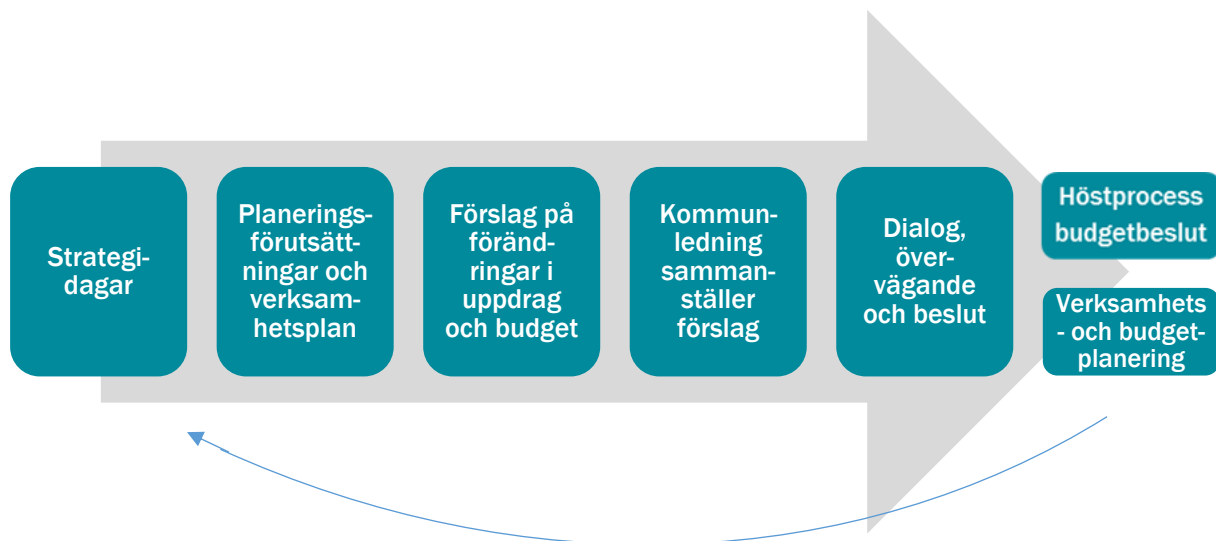 Strategi-
dagar
Planerings-
förutsätt-
ningar och
verksam-
hetsplan
Förslag på
föränd-
ringar i
uppdrag
och budget
Kommun-
ledning
samman-
ställer
förslag
Dialog,
över-
vägande
och beslut
Höstprocess
budgetbeslut
Verksamhets
- och budget-
planering